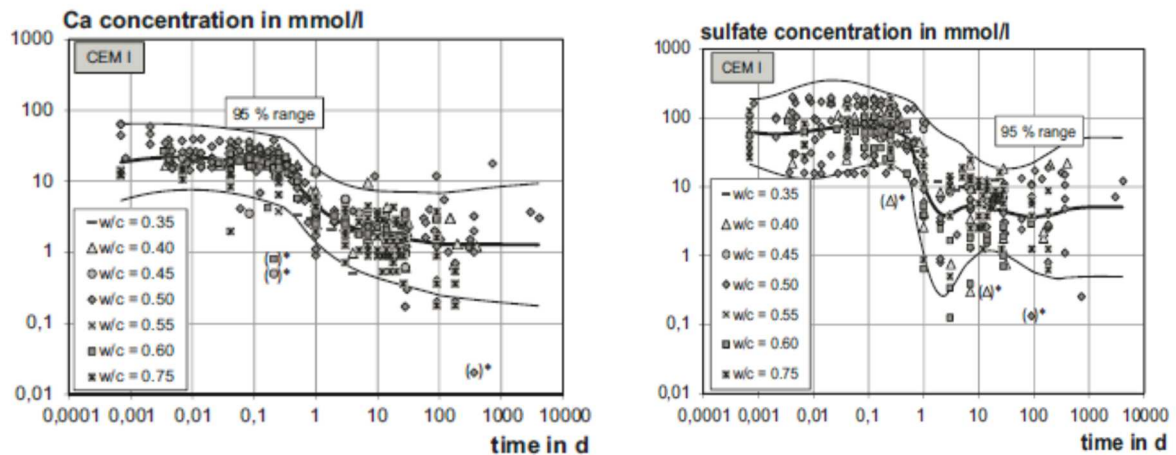 Ca concentration in mmol/l
1000
CEM I
100
95 % range
10
w/c = 0.35
w/c = 0.40
1
w/c = 0.45
( )*
( )*
w/c = 0.50
0,1
w/c = 0.55
w/c = 0.60
w/c = 0.75
( )*
0,01
0,0001 0,001 0,01 0,1 1 10 100 1000 10000
time in d
sulfate concentration in mmol/l
1000
CEM I
100
95 % range
10
w/c = 0.35
( )*
w/c = 0.40
1
w/c = 0.45
w/c = 0.50
( )*
0,1
w/c = 0.55
( )*
w/c = 0.60
w/c = 0.75
0,01
0,0001 0,001 0,01 0,1 1 10 100 1000 10000
time in d